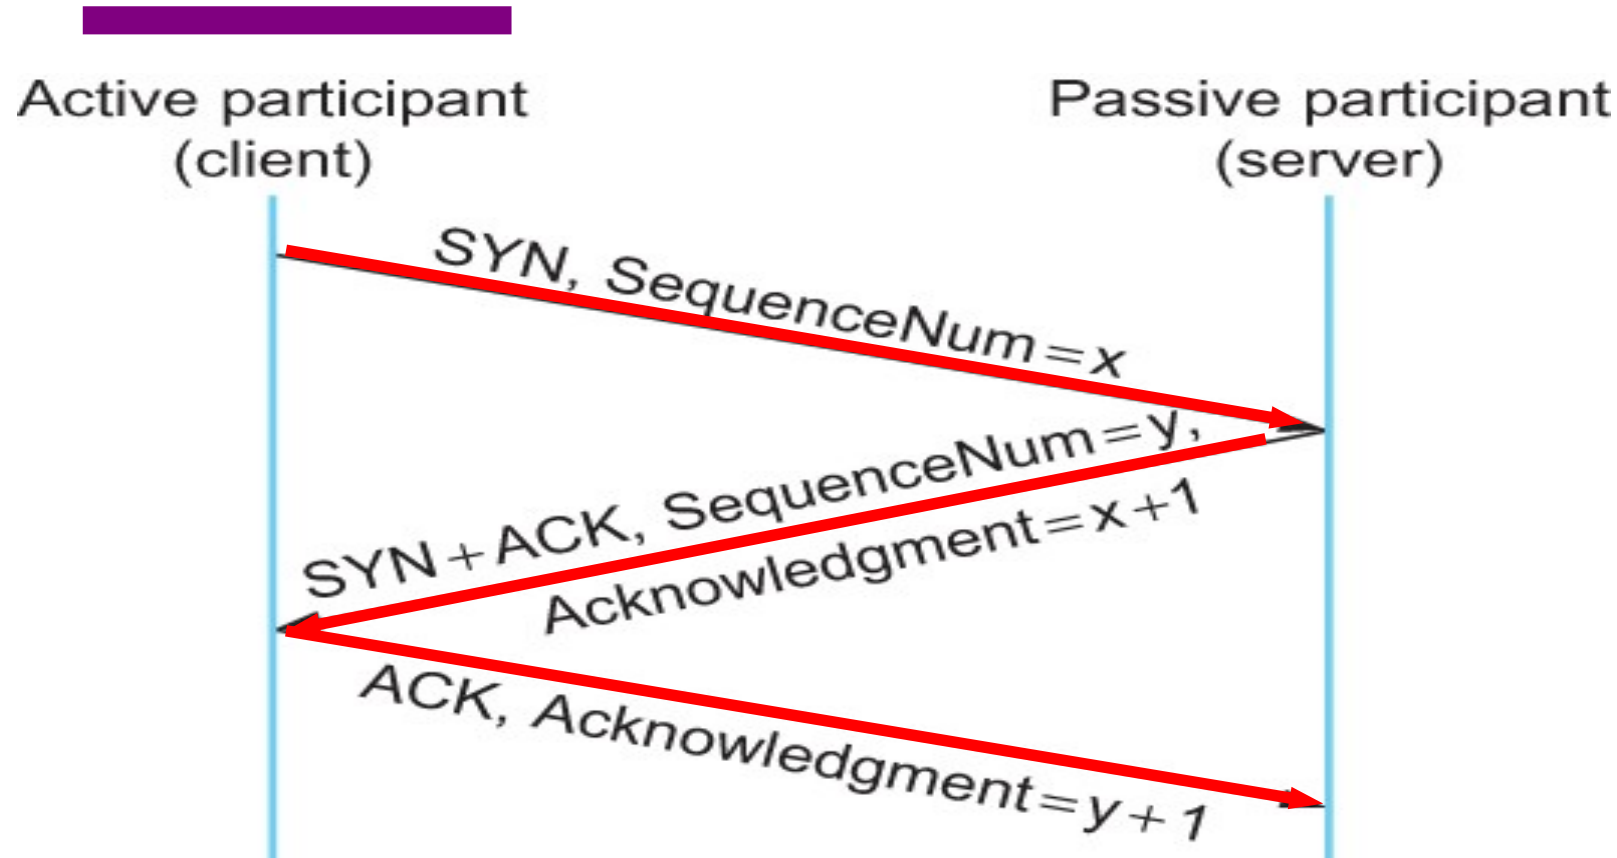 Active participant
(client)
Passive participant
(server)
SYN, SequenceNum=x
SYN+ACK, SequenceNum=y,
Acknowledgment=x+1
ACK, Acknowledgment=y+1